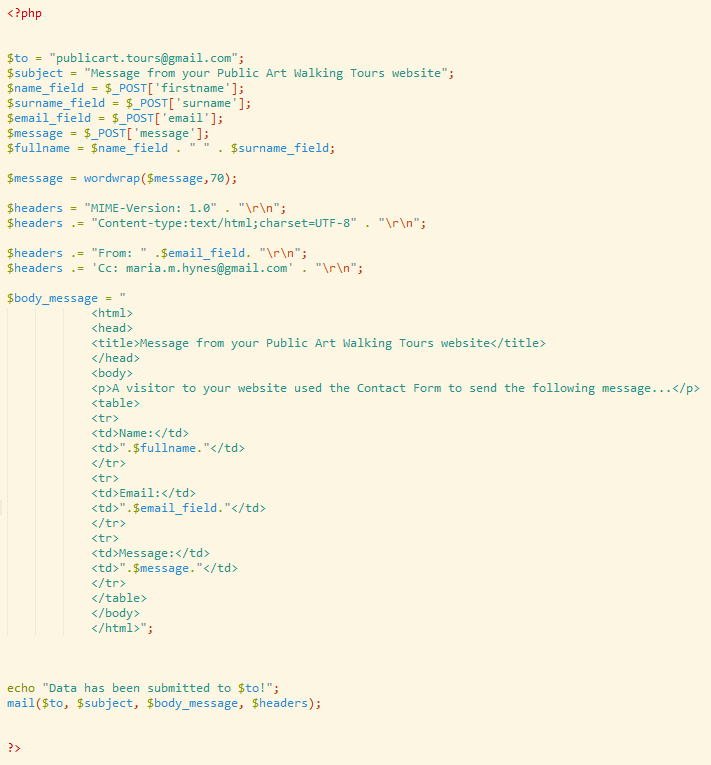 <?php
$to = "publicart.tours@gmail.com";
$subject = "Message from your Public Art Walking Tours website";
$name_field = $_POST['firstname'];
$surname_field = $_POST['surname'];
$email_field = $_POST['email'];
$message = $_POST['message'];
$fullname = $name_field . " " . $surname_field;
$message = wordwrap($message,70);
$headers = "MIME-Version: 1.0" . "\r\n";
$headers .= "Content-type:text/html;charset=UTF-8" . "\r\n";
$headers .= "From: " .$email_field. "\r\n";
$headers .= 'Cc: maria.m.hynes@gmail.com' . "\r\n";
$body_message = "
<html>
<head>
<title>Message from your Public Art Walking Tours website</title>
</head>
<body>
<p>A visitor to your website used the Contact Form to send the following message...</p>
<table>
<tr>
<td>Name:</td>
<td>".$fullname."</td>
</tr>
<tr>
<td>Email:</td>
<td>".$email_field."</td>
</tr>
<tr>
<td>Message:</td>
<td>".$message."</td>
</tr>
</table>
</body>
</html>";
echo "Data has been submitted to $to!";
mail($to, $subject, $body_message, $headers);
?>